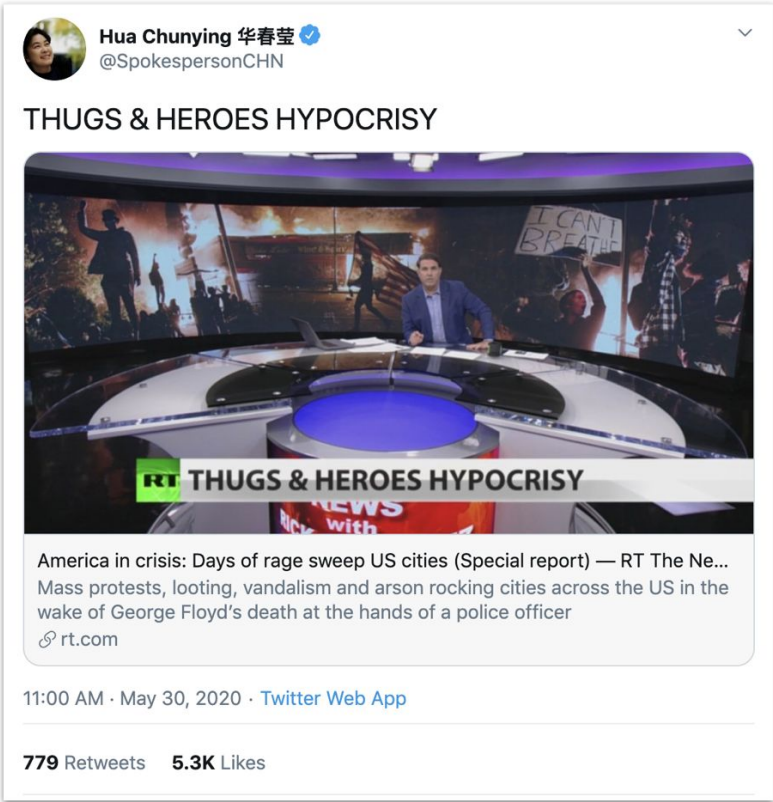 Hua Chunying 华春莹
@SpokespersonCHN
THUGS & HEROES HYPOCRISY
I CAN'T
BREATHE
RT THUGS & HEROES HYPOCRISY
NEWS
RICK
with
America in crisis: Days of rage sweep US cities (Special report) — RT The Ne...
Mass protests, looting, vandalism and arson rocking cities across the US in the
wake of George Floyd's death at the hands of a police officer
rt.com
11:00 AM · May 30, 2020 · Twitter Web App
779 Retweets 5.3K Likes